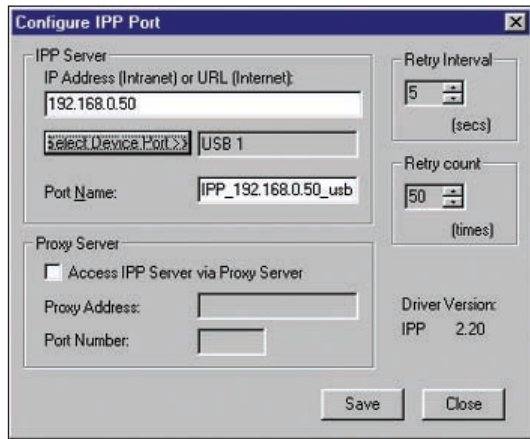 Configure IPP Port
IPP Server
IP Address (Intranet) or URL (Internet):
192.168.0.50
Select Device Port >>
USB 1
Port Name:
IPP_192.168.0.50_usb
Proxy Server
Access IPP Server via Proxy Server
Proxy Address:
Port Number:
Retry Interval
5
(secs)
Retry count
50
(times)
Driver Version:
IPP 2.20
Save
Close